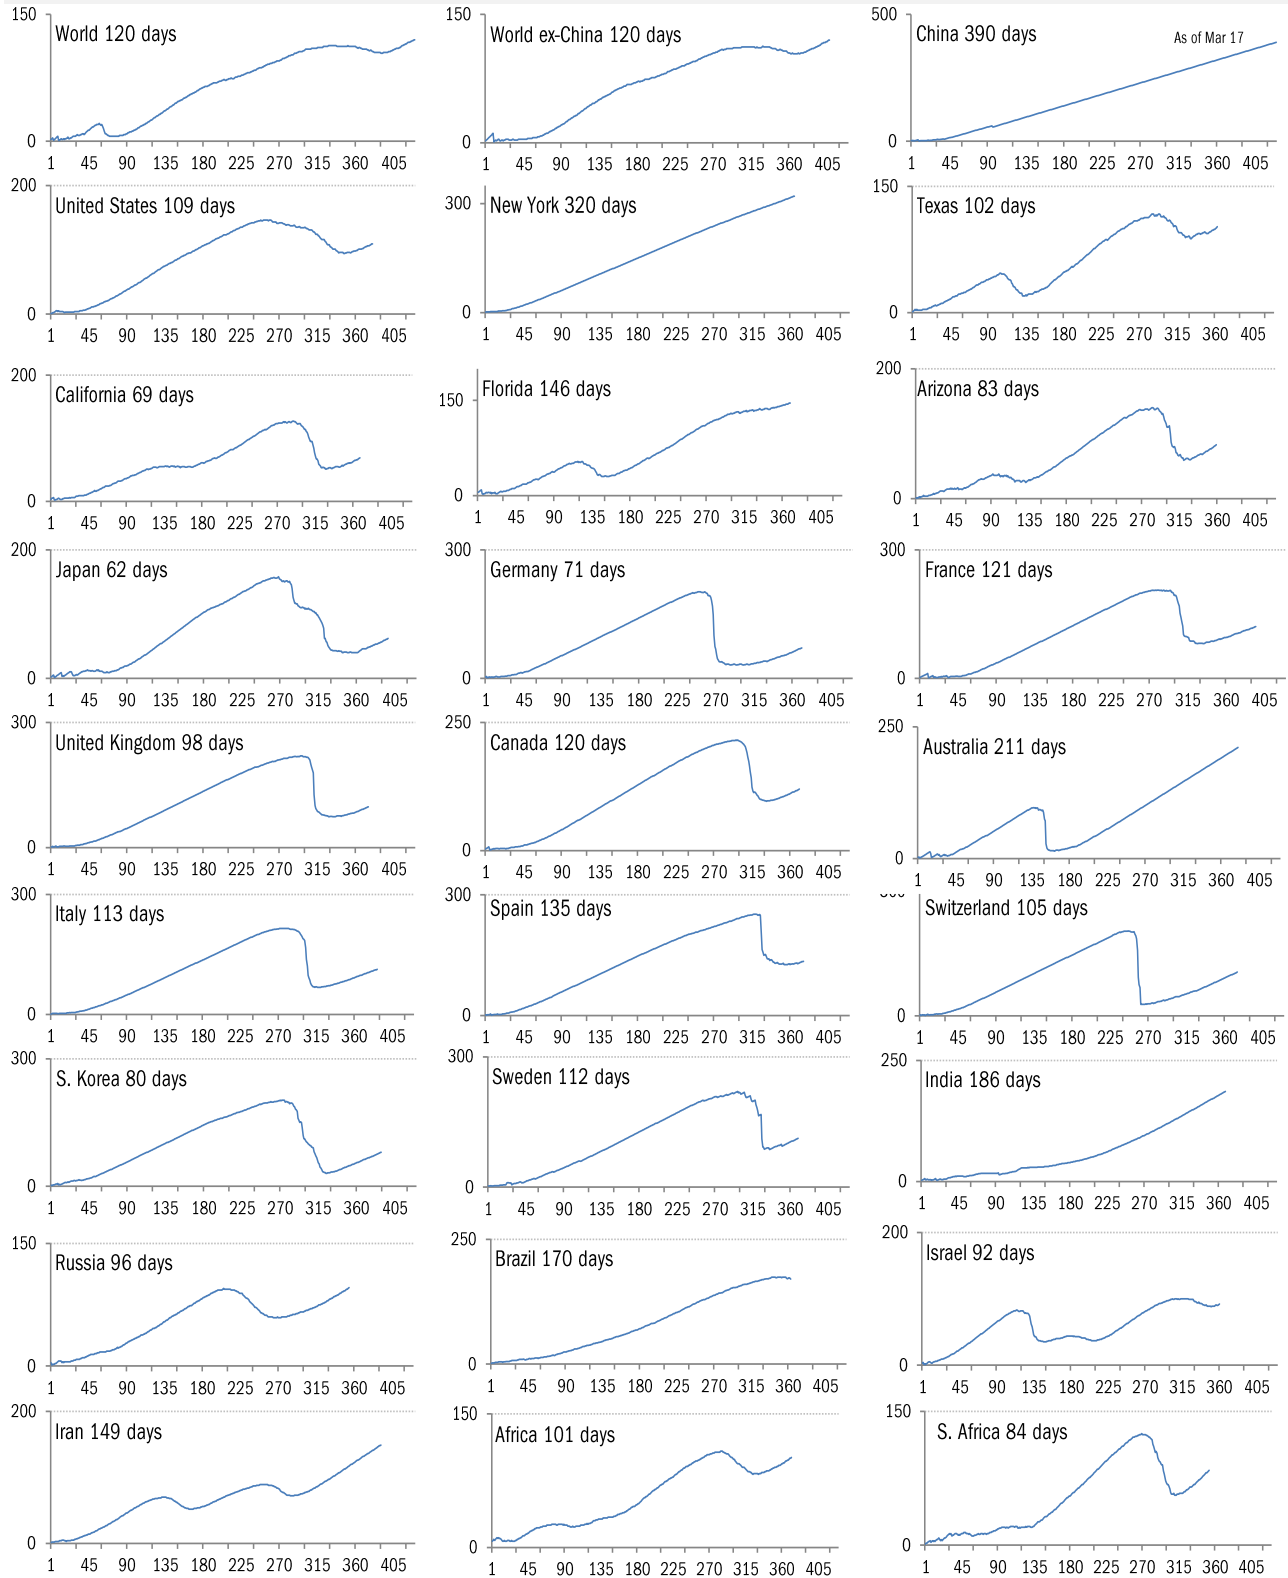 150 150 500
World 120 days World ex-China 120 days China 390 days As of Mar 17
0 0 0
1 45 90 135 180 225 270 315 360 405 1 45 90 135 180 225 270 315 360 405 1 45 90 135 180 225 270 315 360 405
200 300 150
United States 109 days New York 320 days Texas 102 days
0 0 0
1 45 90 135 180 225 270 315 360 405 1 45 90 135 180 225 270 315 360 405 1 45 90 135 180 225 270 315 360 405
200 150 200
California 69 days Florida 146 days Arizona 83 days
0 0 0
1 45 90 135 180 225 270 315 360 405 1 45 90 135 180 225 270 315 360 405 1 45 90 135 180 225 270 315 360 405
200 300 300
Japan 62 days Germany 71 days France 121 days
0 0 0
1 45 90 135 180 225 270 315 360 405 1 45 90 135 180 225 270 315 360 405 1 45 90 135 180 225 270 315 360 405
300 250 250
United Kingdom 98 days Canada 120 days Australia 211 days
0 0 0
1 45 90 135 180 225 270 315 360 405 1 45 90 135 180 225 270 315 360 405 1 45 90 135 180 225 270 315 360 405
300 300
Italy 113 days Spain 135 days Switzerland 105 days
0 0 0
1 45 90 135 180 225 270 315 360 405 1 45 90 135 180 225 270 315 360 405 1 45 90 135 180 225 270 315 360 405
300 300 250
S. Korea 80 days Sweden 112 days India 186 days
0 0 0
1 45 90 135 180 225 270 315 360 405 1 45 90 135 180 225 270 315 360 405 1 45 90 135 180 225 270 315 360 405
150 250 200
Russia 96 days Brazil 170 days Israel 92 days
0 0 0
1 45 90 135 180 225 270 315 360 405 1 45 90 135 180 225 270 315 360 405 1 45 90 135 180 225 270 315 360 405
200 150 150
Iran 149 days Africa 101 days S. Africa 84 days
0 0 0
1 45 90 135 180 225 270 315 360 405 1 45 90 135 180 225 270 315 360 405 1 45 90 135 180 225 270 315 360 405